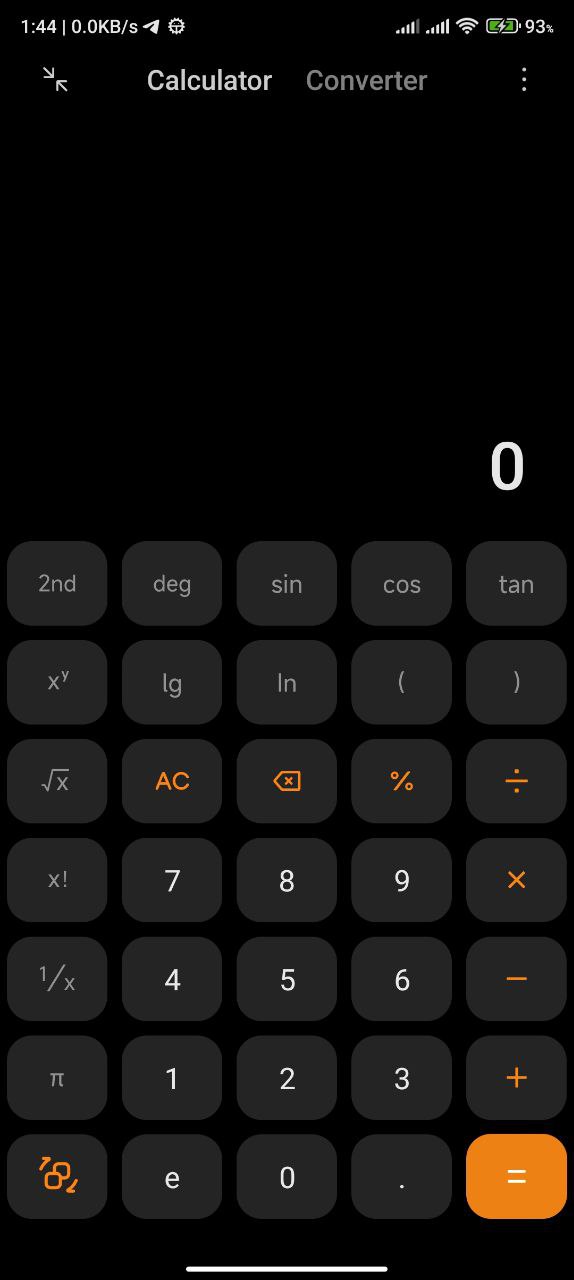 1:44 | 0.0KB/s 93%
Calculator Converter
0
2nd deg sin cos tan
xʸ lg ln ( )
√x AC % ÷
x! 7 8 9 ×
1/x 4 5 6 −
π 1 2 3 +
e 0 . =